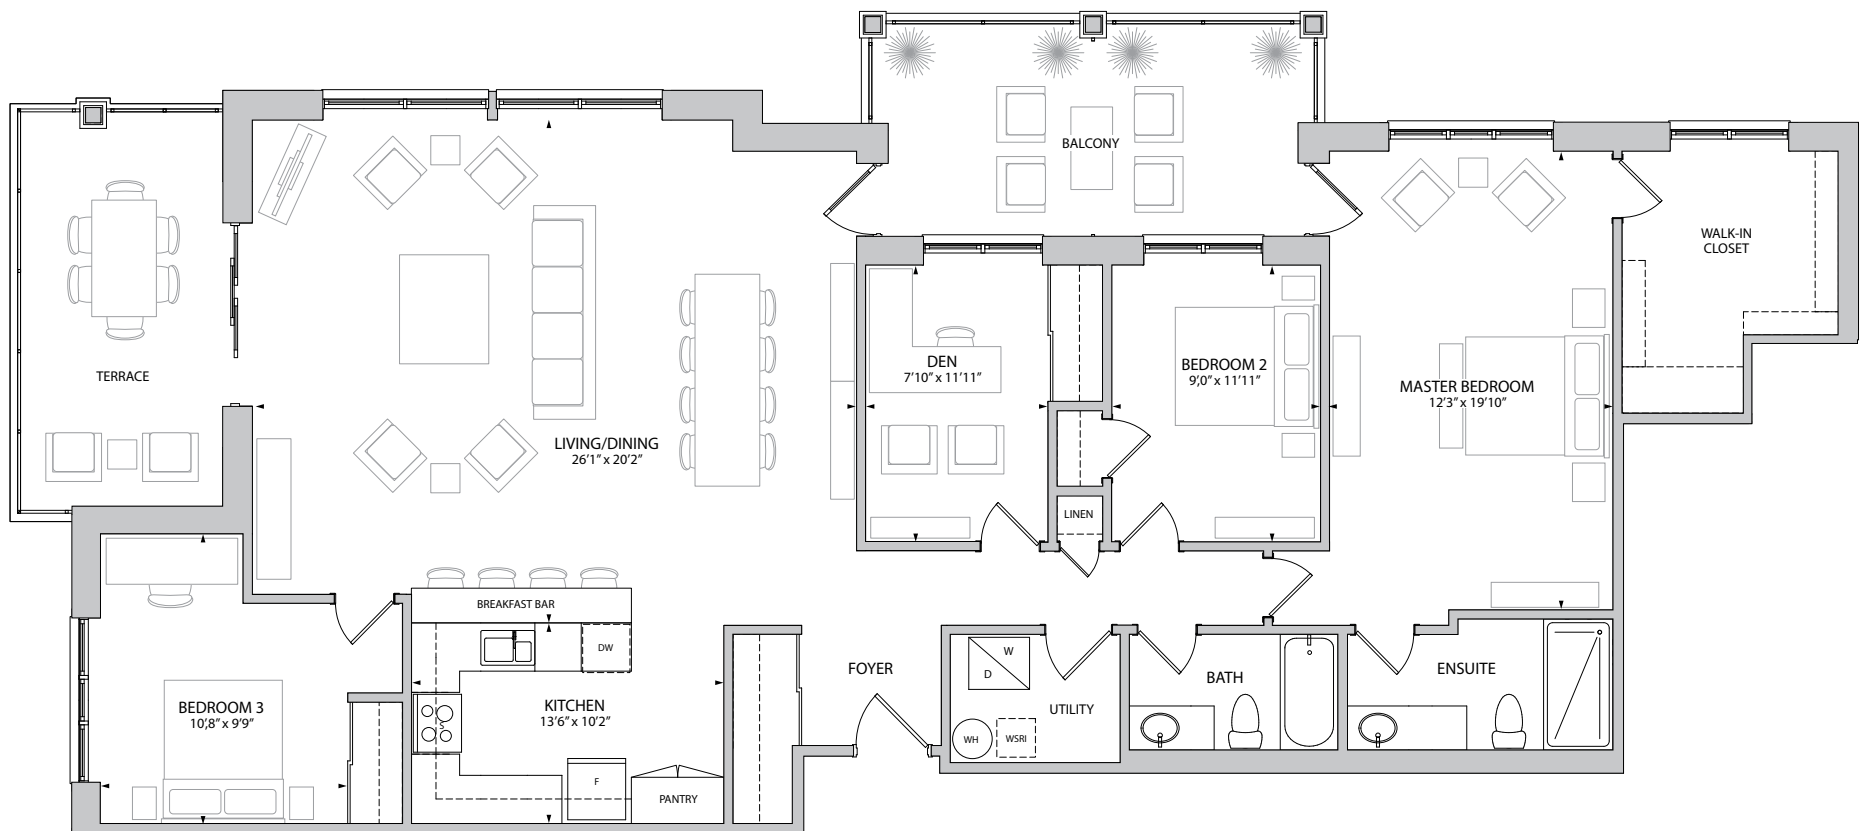 BALCONY
WALK-IN
CLOSET
TERRACE
DEN
7'10" x 11'11"
BEDROOM 2
9',0" x 11'11"
MASTER BEDROOM
12'3" x 19'10"
LIVING/DINING
26'1" x 20'2"
LINEN
BREAKFAST BAR
DW
W
D
FOYER
BATH
ENSUITE
BEDROOM 3
10',8" x 9'9"
KITCHEN
13'6" x 10'2"
S
UTILITY
WH
WSRI
F
PANTRY